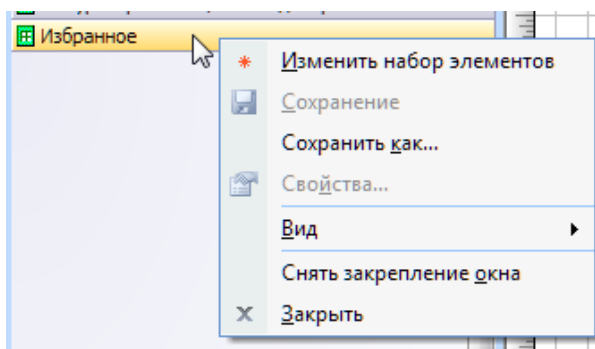 Избранное
Изменить набор элементов
Сохранение
Сохранить как...
Свойства...
Вид
Снять закрепление окна
Закрыть